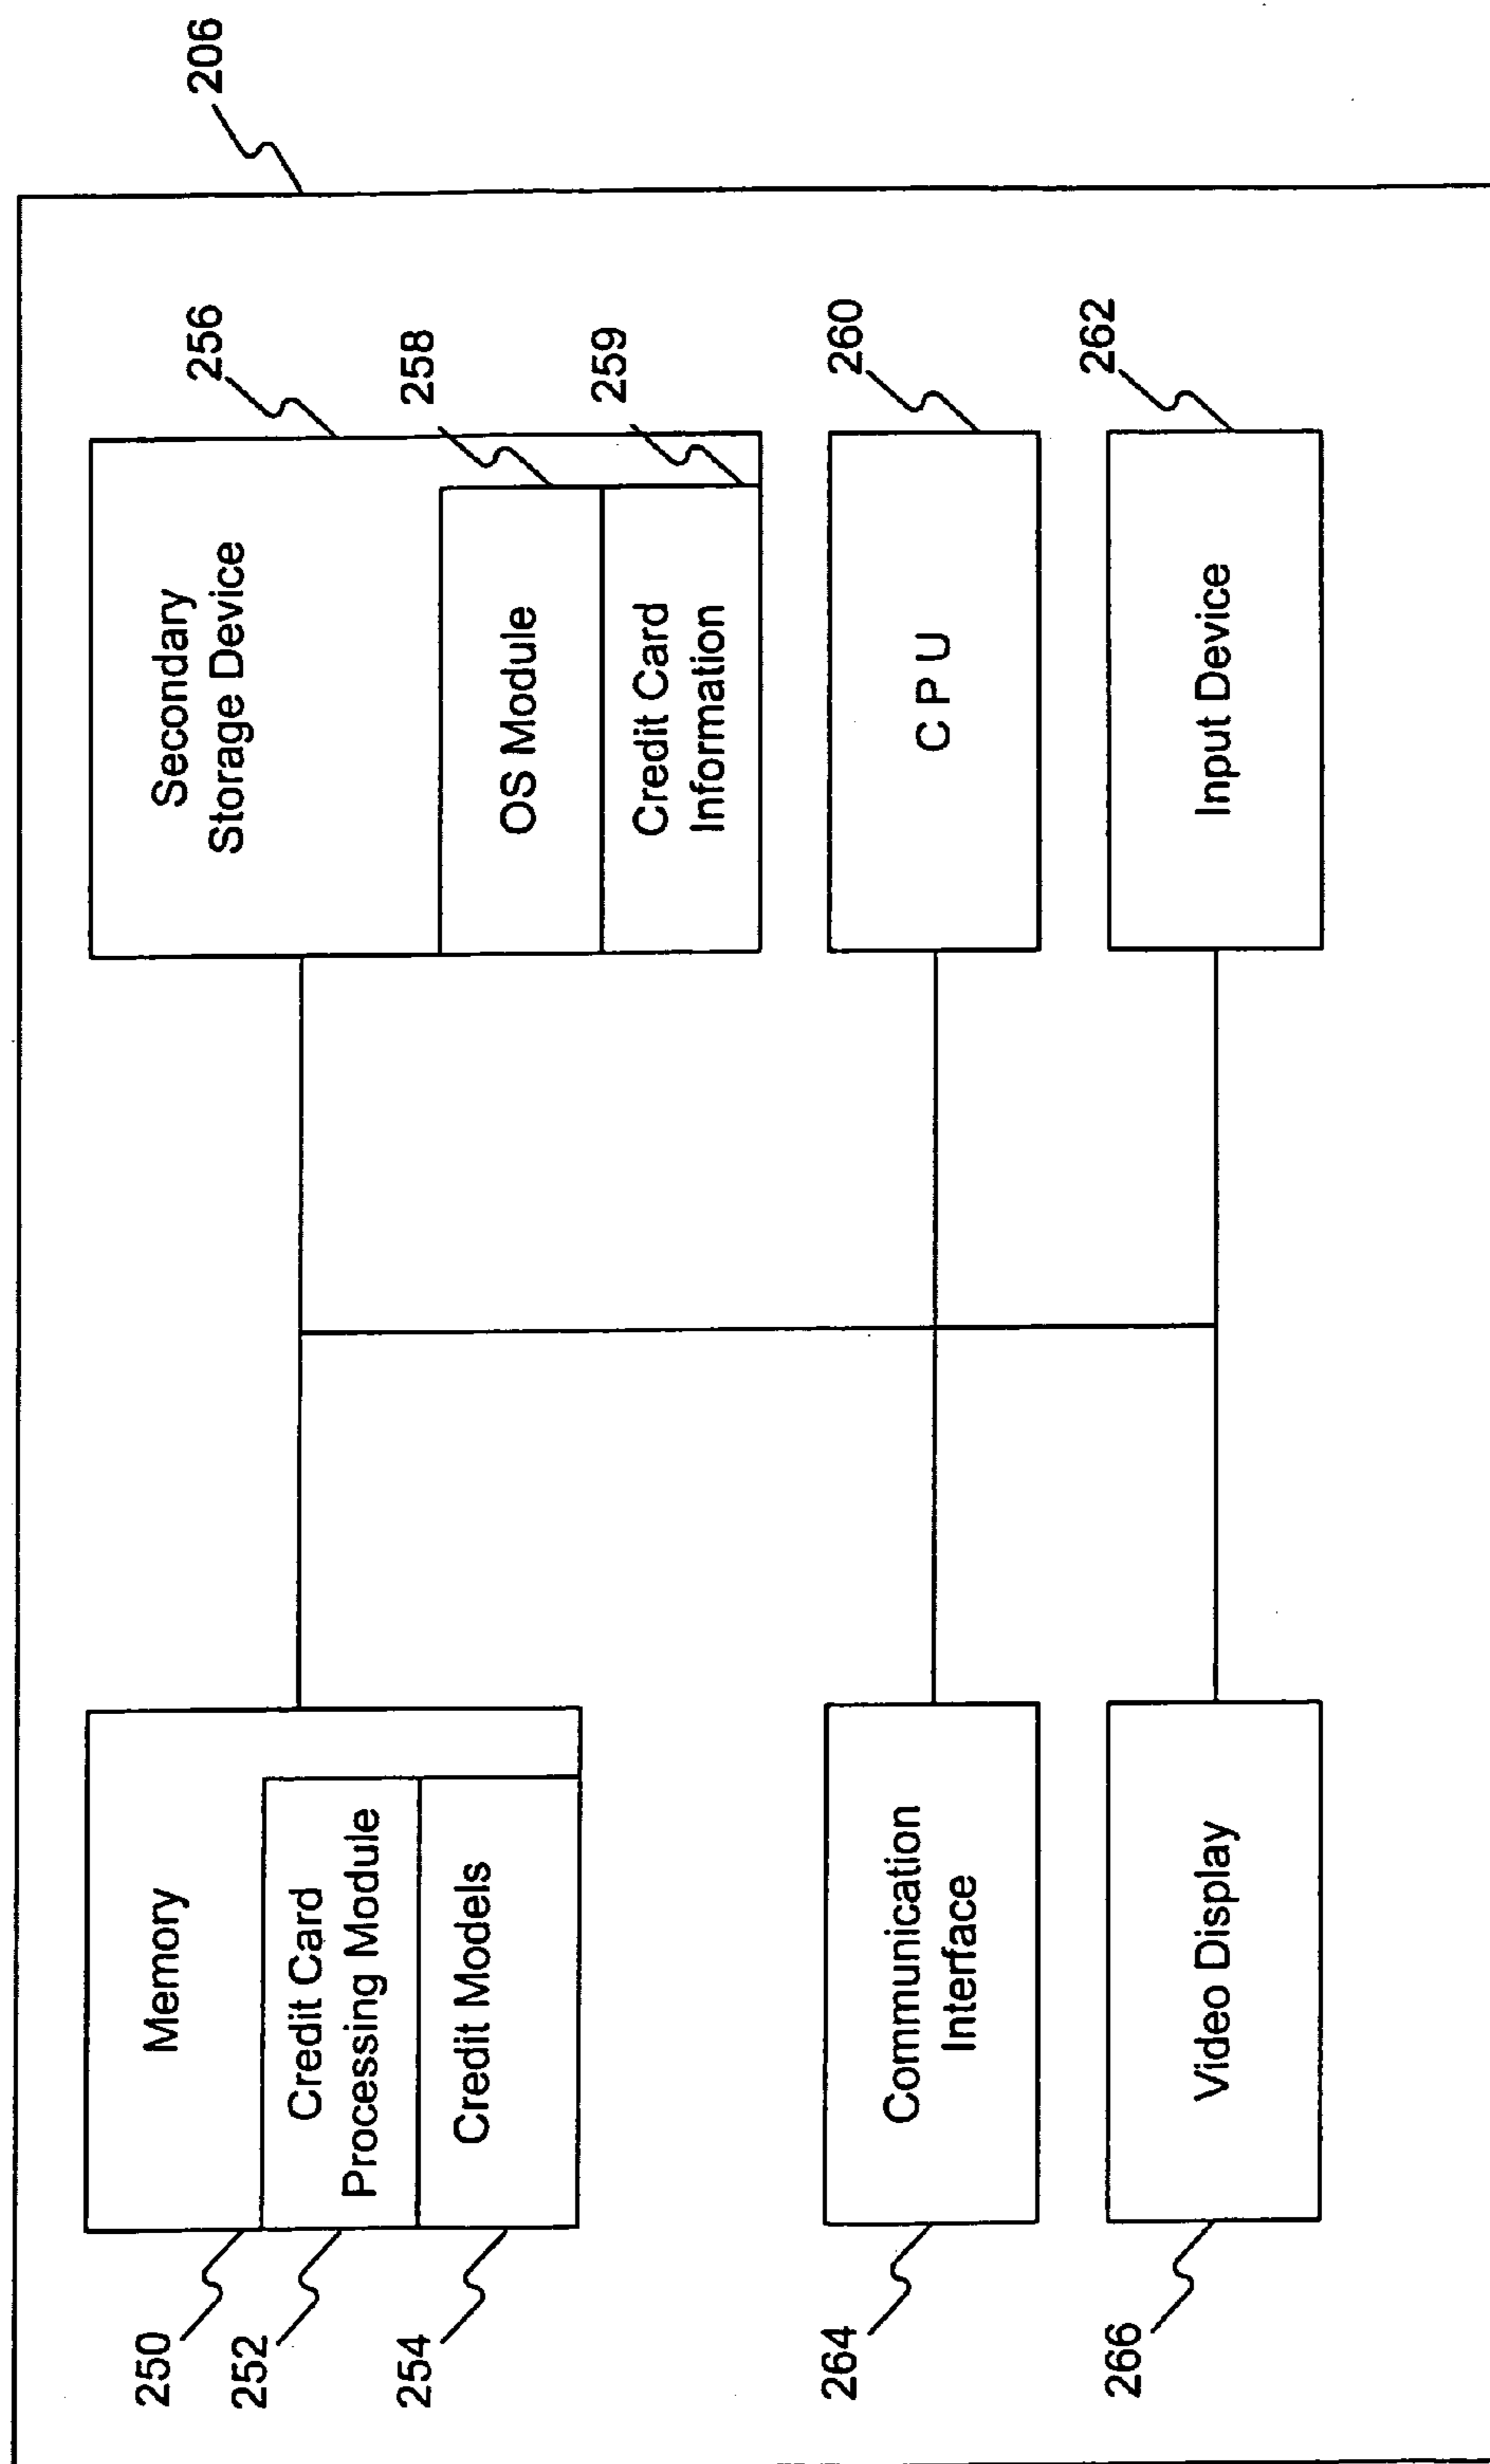 206
250
Memory
252
Credit Card
Processing Module
254
Credit Models
256
Secondary
Storage Device
258
OS Module
259
Credit Card
Information
264
Communication
Interface
260
C P U
266
Video Display
262
Input Device